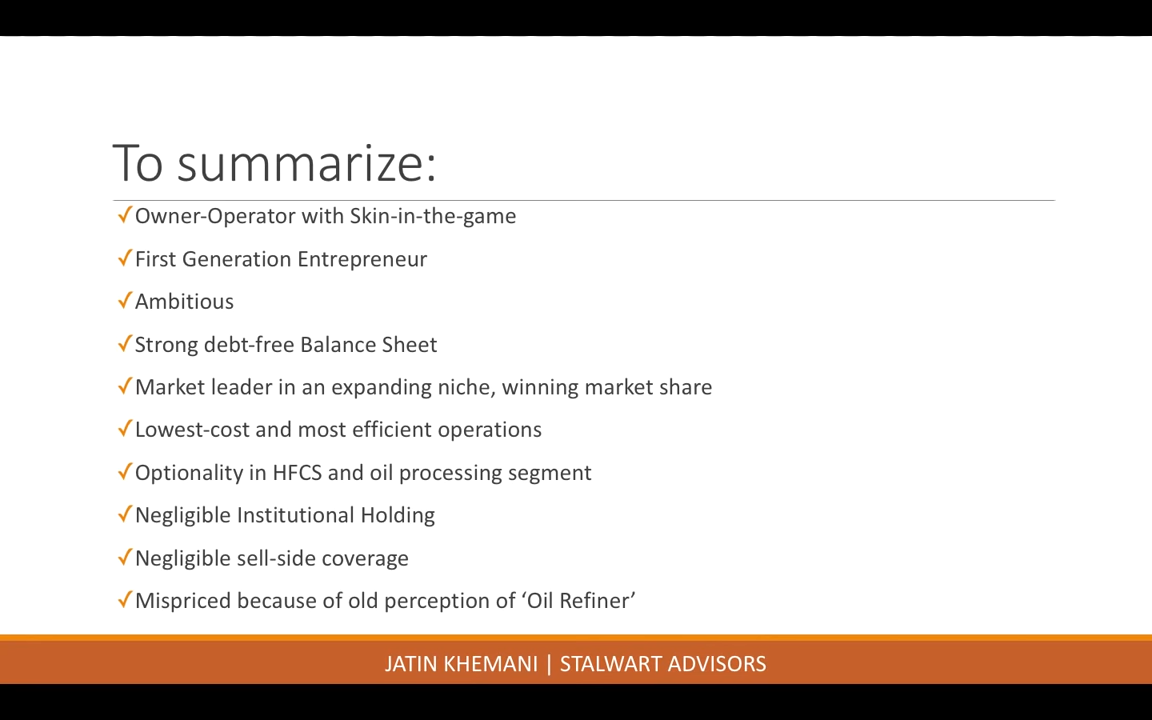 To summarize:
✓Owner-Operator with Skin-in-the-game
✓First Generation Entrepreneur
✓Ambitious
✓Strong debt-free Balance Sheet
✓Market leader in an expanding niche, winning market share
✓Lowest-cost and most efficient operations
✓Optionality in HFCS and oil processing segment
✓Negligible Institutional Holding
✓Negligible sell-side coverage
✓Mispriced because of old perception of ‘Oil Refiner’
JATIN KHEMANI | STALWART ADVISORS